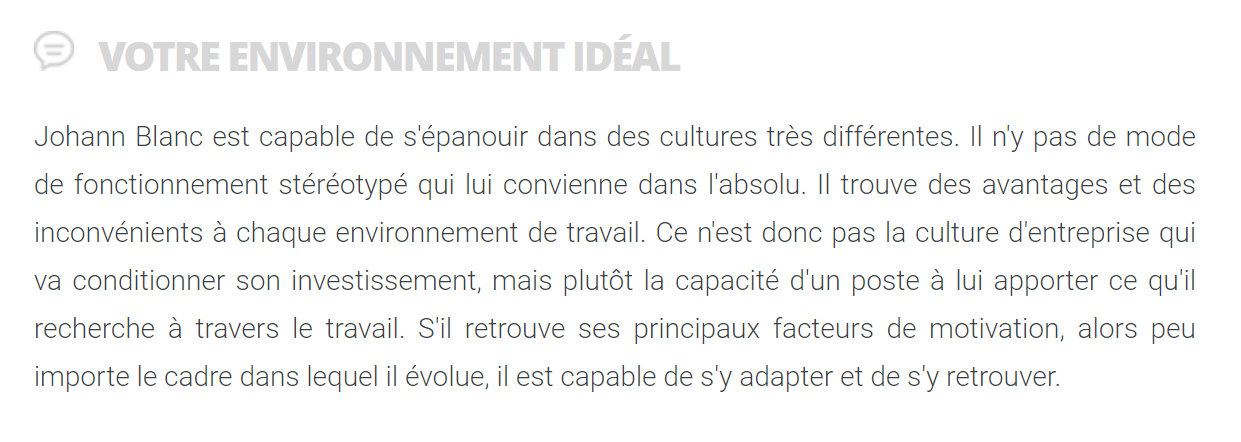 VOTRE ENVIRONNEMENT IDÉAL
Johann Blanc est capable de s'épanouir dans des cultures très différentes. Il n'y pas de mode
de fonctionnement stéréotypé qui lui convienne dans l'absolu. Il trouve des avantages et des
inconvénients à chaque environnement de travail. Ce n'est donc pas la culture d'entreprise qui
va conditionner son investissement, mais plutôt la capacité d'un poste à lui apporter ce qu'il
recherche à travers le travail. S'il retrouve ses principaux facteurs de motivation, alors peu
importe le cadre dans lequel il évolue, il est capable de s'y adapter et de s'y retrouver.